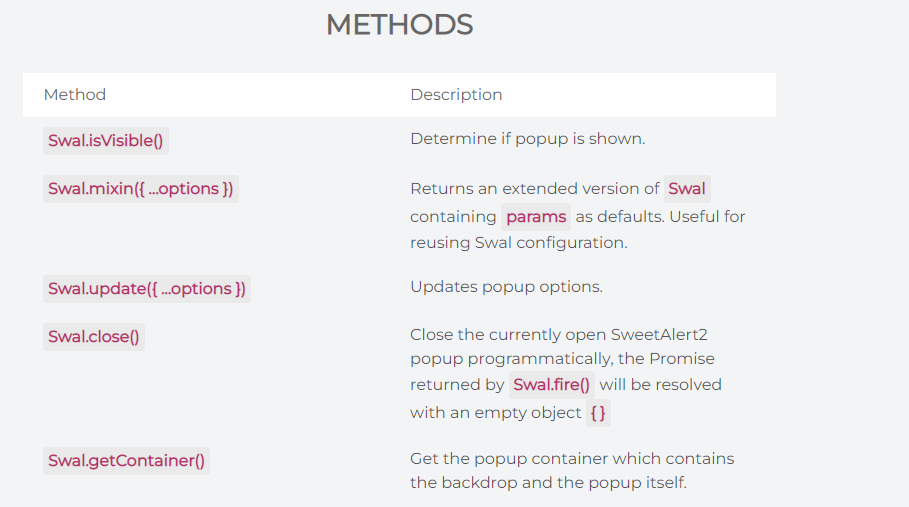 METHODS
Method Description
Swal.isVisible() Determine if popup is shown.
Swal.mixin({ ...options }) Returns an extended version of Swal
containing params as defaults. Useful for
reusing Swal configuration.
Swal.update({ ...options }) Updates popup options.
Swal.close() Close the currently open SweetAlert2
popup programmatically, the Promise
returned by Swal.fire() will be resolved
with an empty object {}
Swal.getContainer() Get the popup container which contains
the backdrop and the popup itself.